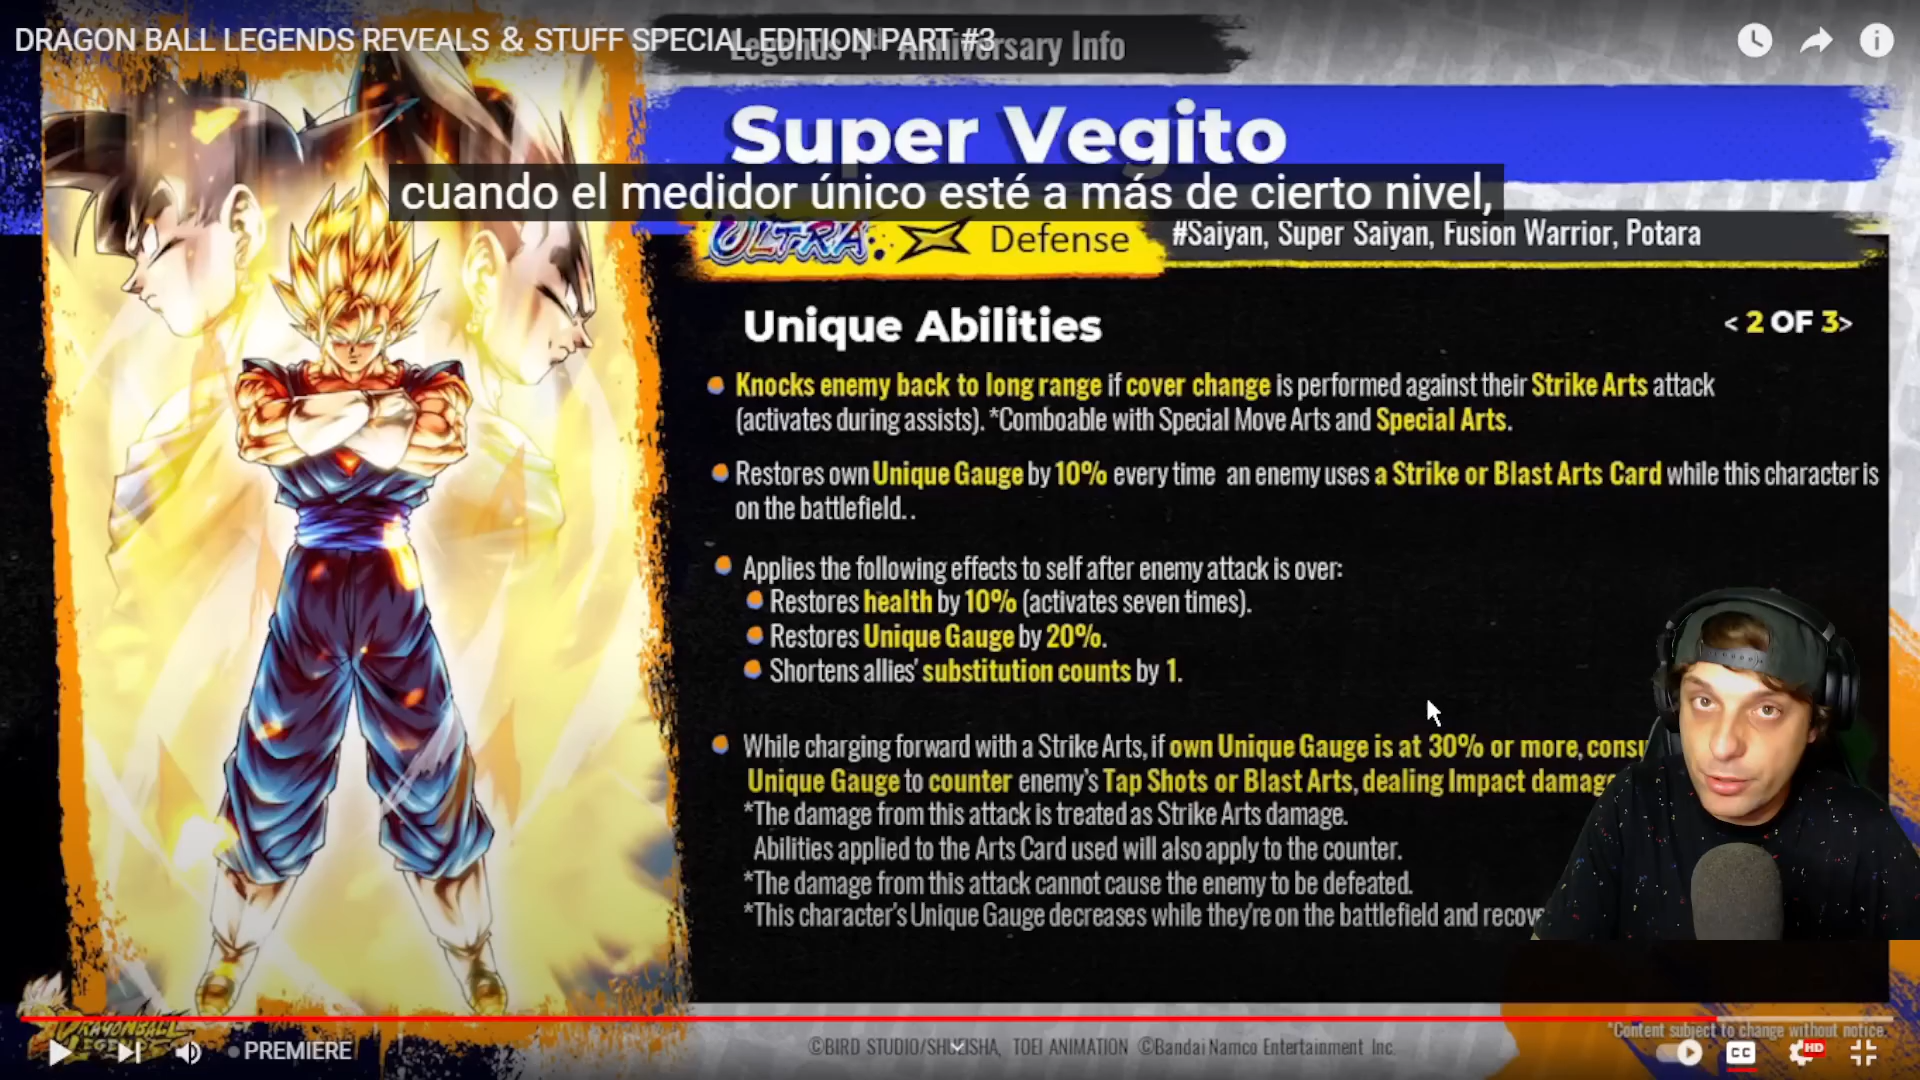 DRAGON BALL LEGENDS REVEALS & STUFF SPECIAL EDITION PART #3
Legends 4th Anniversary Info
Super Vegito
cuando el medidor único esté a más de cierto nivel,
ULTRA Defense #Saiyan, Super Saiyan, Fusion Warrior, Potara
Unique Abilities
< 2 OF 3>
Knocks enemy back to long range if cover change is performed against their Strike Arts attack
(activates during assists). *Comboable with Special Move Arts and Special Arts.
Restores own Unique Gauge by 10% every time an enemy uses a Strike or Blast Arts Card while this character is
on the battlefield. .
Applies the following effects to self after enemy attack is over:
Restores health by 10% (activates seven times).
Restores Unique Gauge by 20%.
Shortens allies' substitution counts by 1.
While charging forward with a Strike Arts, if own Unique Gauge is at 30% or more,
Unique Gauge to counter enemy's Tap Shots or Blast Arts, dealing Impact
*The damage from this attack is treated as Strike Arts damage.
Abilities applied to the Arts Card used will also apply to the counter.
*The damage from this attack cannot cause the enemy to be defeated.
*This character's Unique Gauge decreases while they're on the battlefield and
*Content subject to change without notice.
DRAGONBALL
LEGENDS
PREMIERE
©BIRD STUDIO/SHUEISHA, TOEI ANIMATION ©Bandai Namco Entertainment Inc.
CC
HD